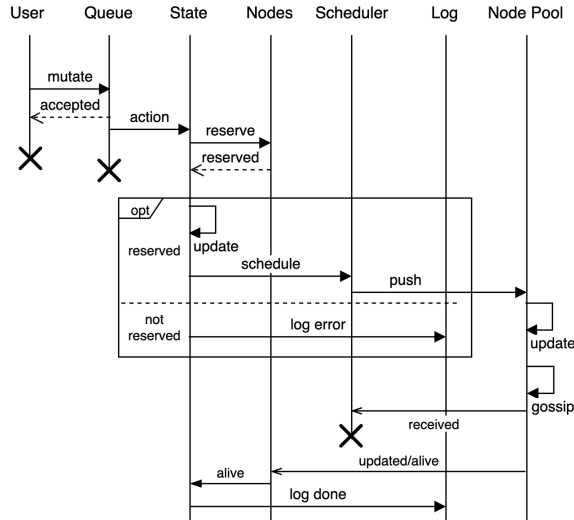 User Queue State Nodes Scheduler Log Node Pool
mutate
accepted
action
reserve
reserved
opt
update
reserved
schedule
push
not
reserved
log error
update
gossip
received
updated/alive
alive
log done